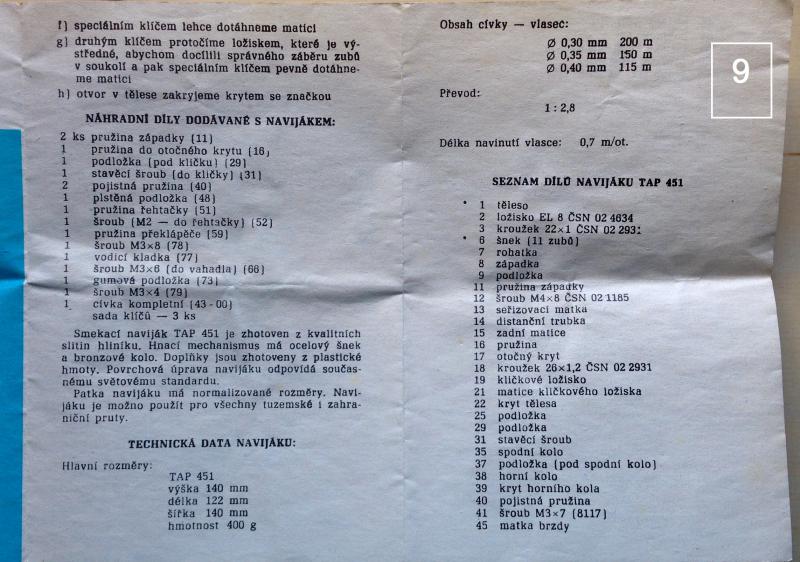 f) speciálním klíčem lehce dotáhneme matici
g) druhým klíčem protočíme ložiskem, které je vý-
středné, abychom docílili správného záběru zubů
v soukolí a pak speciálním klíčem pevně dotáhne-
me matici
h) otvor v tělese zakryjeme krytem se značkou
NÁHRADNÍ DÍLY DODÁVANÉ S NAVIJÁKEM:
2 ks pružina západky (11)
1 pružina do otočného krytu (16)
1 podložka (pod kličku) (29)
1 stavěcí šroub (do kličky) (31)
2 pojistná pružina (40)
1 plstěná podložka (48)
1 pružina řehtačky (51)
1 šroub (M2 — do řehtačky) (52)
1 pružina překlápěče (59)
1 šroub M3×8 (78)
1 vodicí kladka (77)
1 šroub M3×6 (do vahadla) (66)
1 gumová podložka (73)
1 šroub M3×4 (79)
1 cívka kompletní (43-00)
sada klíčů — 3 ks
Smekací naviják TAP 451 je zhotoven z kvalitních
slitin hliníku. Hnací mechanismus má ocelový šnek
a bronzové kolo. Doplňky jsou zhotoveny z plastické
hmoty. Povrchová úprava navijáku odpovídá součas-
nému světovému standardu.
Patka navijáku má normalizované rozměry. Navi-
jáku je možno použít pro všechny tuzemské i zahra-
niční pruty.
TECHNICKÁ DATA NAVIJÁKU:
Hlavní rozměry:
TAP 451
výška 140 mm
délka 122 mm
šířka 140 mm
hmotnost 400 g
Obsah cívky — vlasec:
Ø 0,30 mm 200 m
Ø 0,35 mm 150 m
Ø 0,40 mm 115 m
9
Převod:
1 : 2,8
Délka navinutí vlasce: 0,7 m/ot.
SEZNAM DÍLŮ NAVIJÁKU TAP 451
* 1 těleso
2 ložisko EL 8 ČSN 02 4634
3 kroužek 22×1 ČSN 02 2931
* 6 šnek (11 zubů)
7 rohatka
8 západka
9 podložka
11 pružina západky
12 šroub M4×8 ČSN 02 1185
13 seřizovací matka
14 distanční trubka
15 zadní matice
16 pružina
17 otočný kryt
18 kroužek 26×1,2 ČSN 02 2931
19 kličkové ložisko
21 matice kličkového ložiska
22 kryt tělesa
25 podložka
29 podložka
31 stavěcí šroub
35 spodní kolo
37 podložka (pod spodní kolo)
38 horní kolo
39 kryt horního kola
40 pojistná pružina
41 šroub M3×7 (8117)
45 matka brzdy